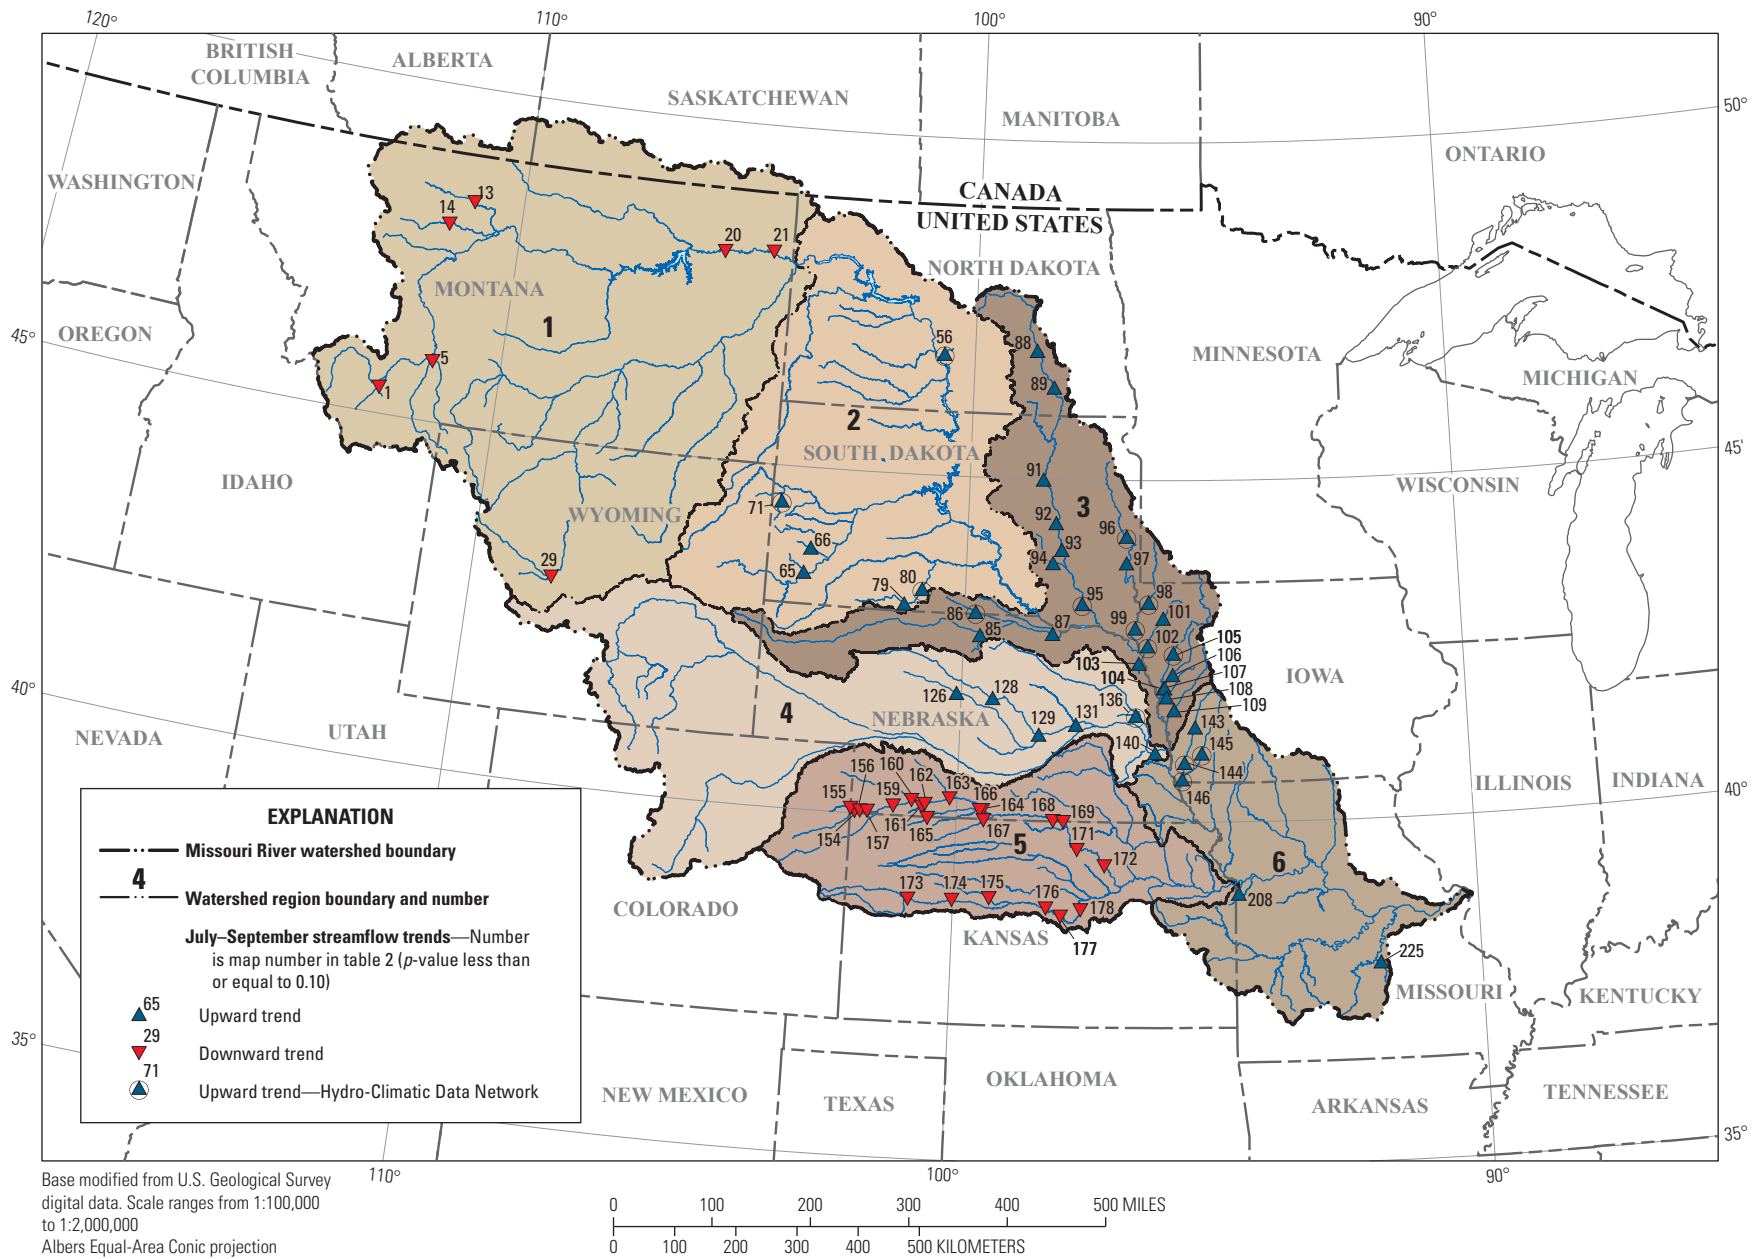 120°
110°
100°
90°
BRITISH
COLUMBIA
ALBERTA
SASKATCHEWAN
MANITOBA
ONTARIO
50°
WASHINGTON
CANADA
UNITED STATES
13
14
20
21
NORTH DAKOTA
MONTANA
1
OREGON
45°
5
1
56
88
89
MINNESOTA
MICHIGAN
2
SOUTH DAKOTA
45'
IDAHO
WYOMING
71
91
3
WISCONSIN
92
96
93
94
97
66
65
29
79
80
95
98
86
85
87
99
101
102
105
106
103
107
104
108
109
IOWA
40°
126
128
136
4
NEBRASKA
129
131
143
NEVADA
UTAH
140
145
144
146
ILLINOIS
INDIANA
40°
156
160
162
163
155
159
166
164
168
169
161
165
167
171
154
157
5
172
6
173
174
175
176
178
177
208
COLORADO
KANSAS
225
MISSOURI
KENTUCKY
35°
NEW MEXICO
TEXAS
OKLAHOMA
ARKANSAS
TENNESSEE
35°
110°
100°
90°
EXPLANATION
Missouri River watershed boundary
4
Watershed region boundary and number
July–September streamflow trends—Number
is map number in table 2 (p-value less than
or equal to 0.10)
65
Upward trend
29
Downward trend
71
Upward trend—Hydro-Climatic Data Network
Base modified from U.S. Geological Survey
digital data. Scale ranges from 1:100,000
to 1:2,000,000
Albers Equal-Area Conic projection
0 100 200 300 400 500 MILES
0 100 200 300 400 500 KILOMETERS